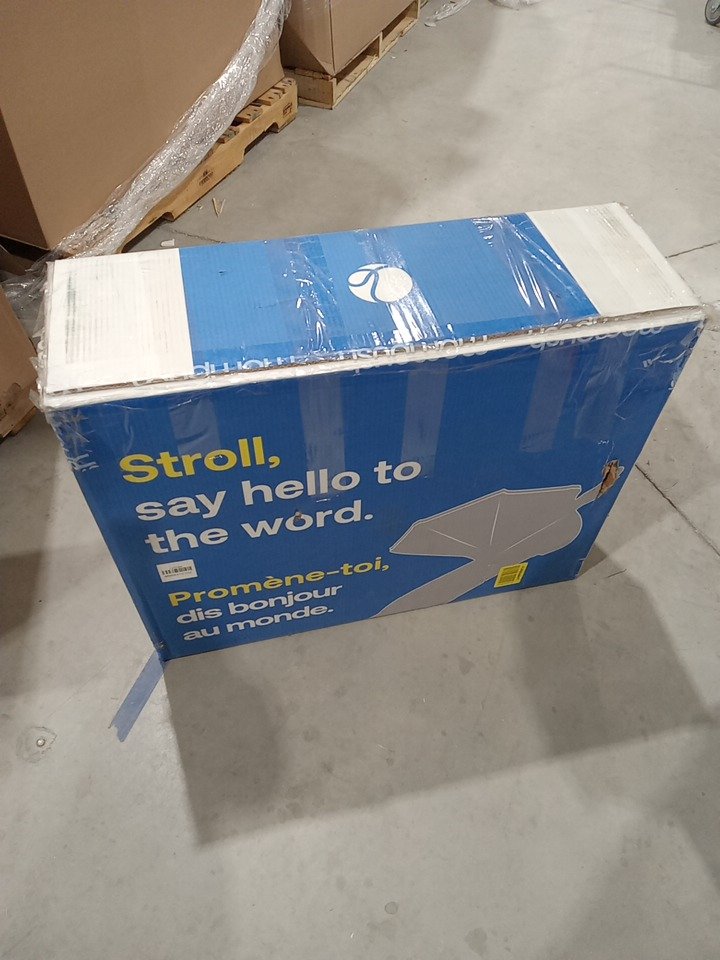 Stroll,
say hello to
the word.
Promène-toi,
dis bonjour
au monde.